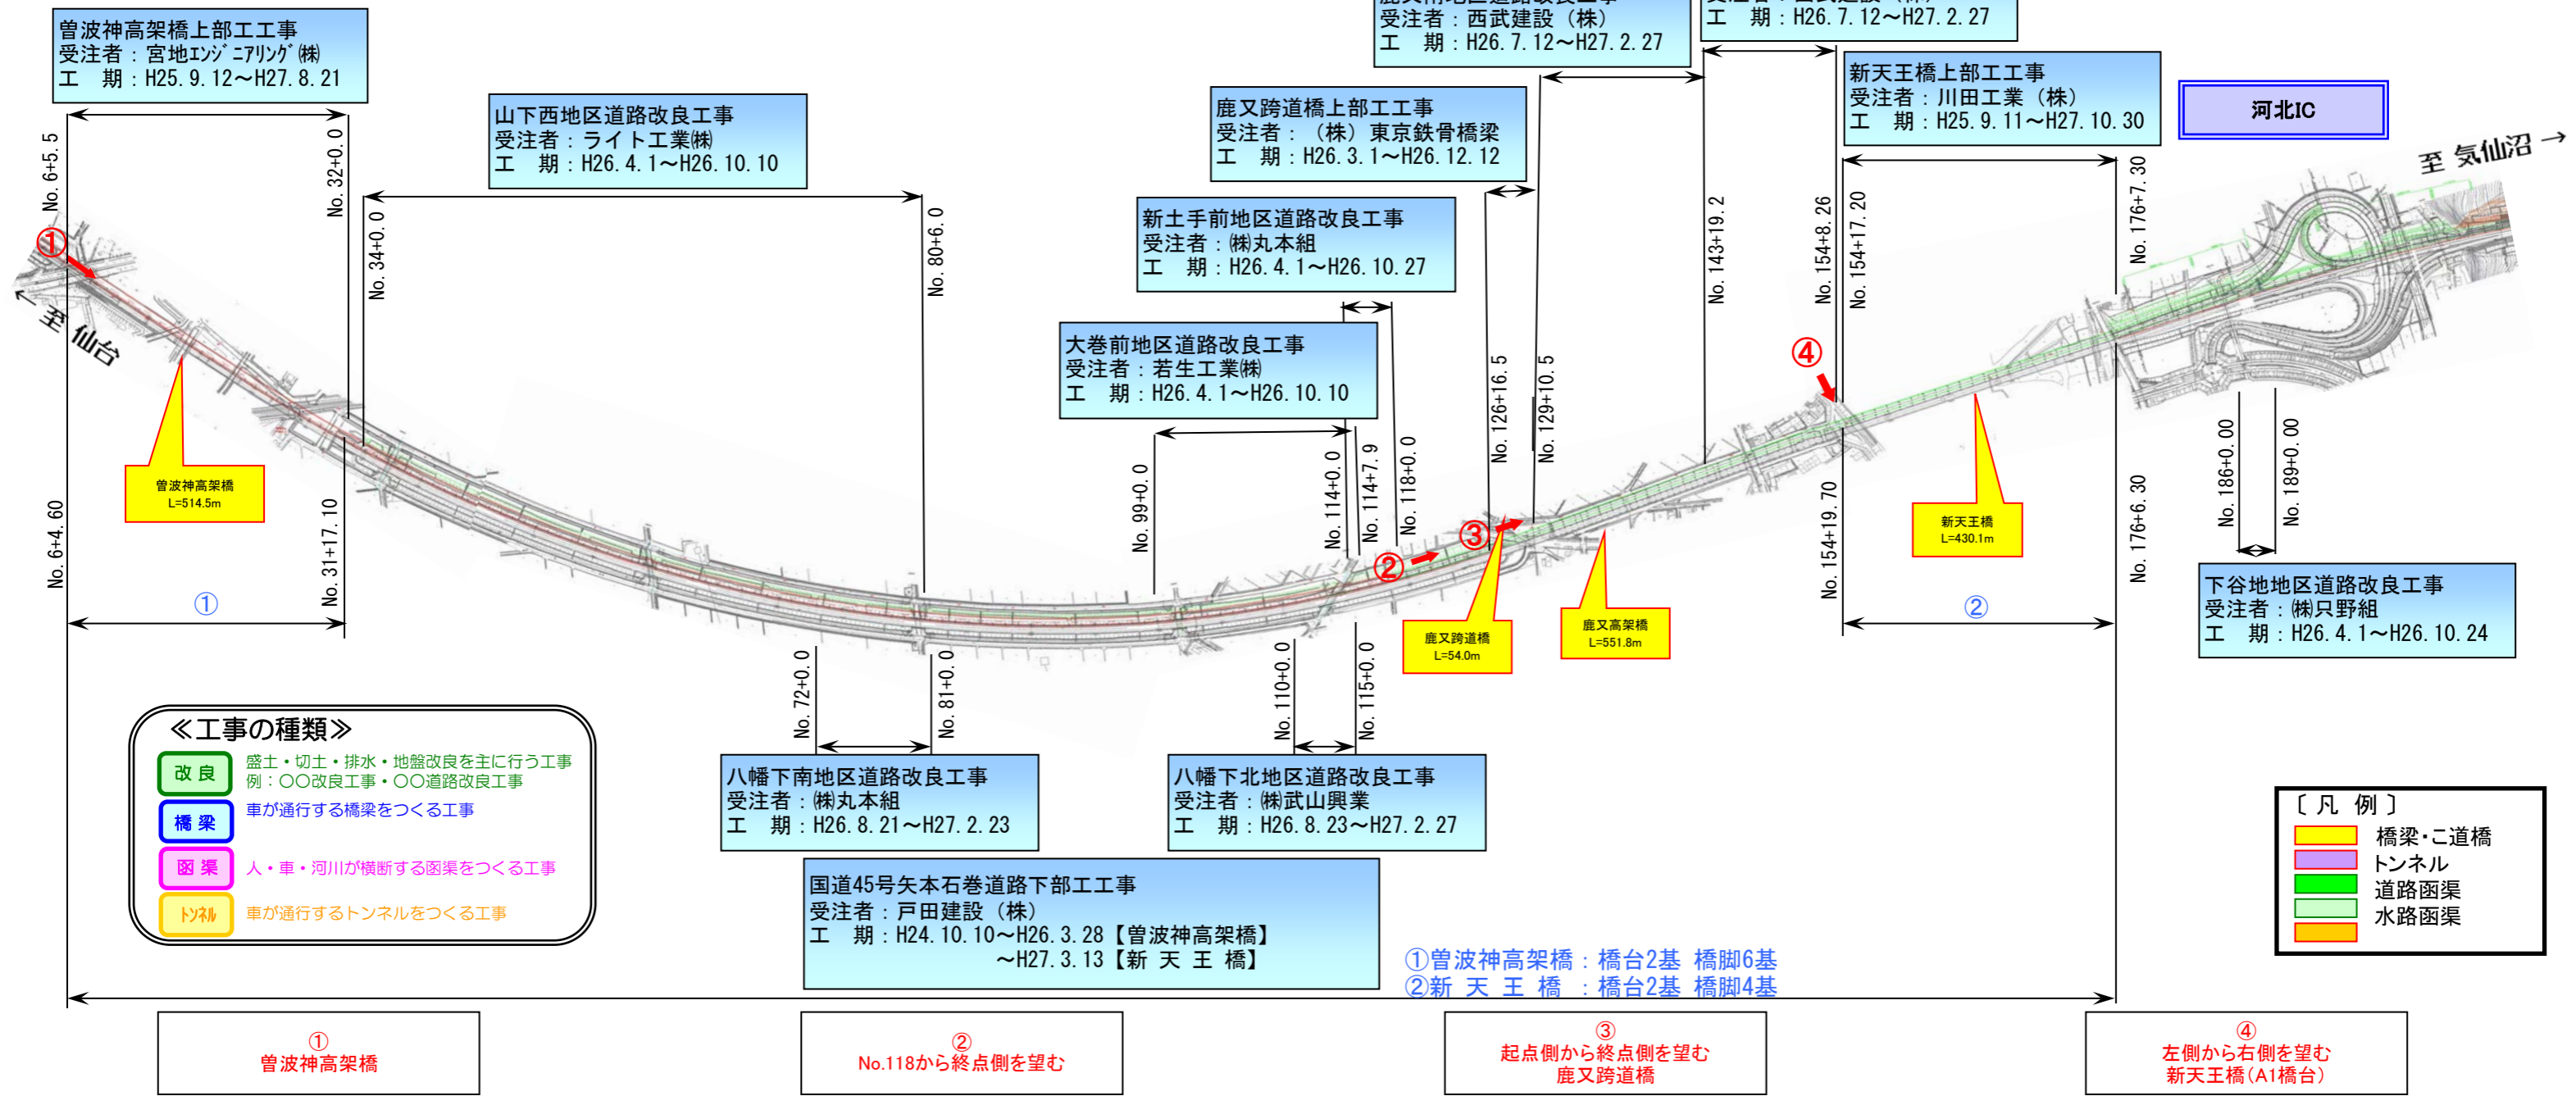 曽波神高架橋上部工工事
受注者：宮地エンジニアリング㈱
工　期：H25.9.12～H27.8.21
山下西地区道路改良工事
受注者：ライト工業㈱
工　期：H26.4.1～H26.10.10
受注者：西武建設（株）
工　期：H26.7.12～H27.2.27
工　期：H26.7.12～H27.2.27
鹿又跨道橋上部工工事
受注者：（株）東京鉄骨橋梁
工　期：H26.3.1～H26.12.12
新天王橋上部工工事
受注者：川田工業（株）
工　期：H25.9.11～H27.10.30
河北IC
至 気仙沼 →
新土手前地区道路改良工事
受注者：㈱丸本組
工　期：H26.4.1～H26.10.27
大巻前地区道路改良工事
受注者：若生工業㈱
工　期：H26.4.1～H26.10.10
No.6+5.5
No.32+0.0
No.34+0.0
No.80+6.0
No.126+16.5
No.129+10.5
No.143+19.2
No.154+8.26
No.154+17.20
No.176+7.30
①
← 至 仙台
④
曽波神高架橋
L=514.5m
No.99+0.0
No.114+0.0
No.114+7.9
No.118+0.0
②
③
No.6+4.60
No.31+17.10
①
鹿又跨道橋
L=54.0m
鹿又高架橋
L=551.8m
新天王橋
L=430.1m
No.154+19.70
No.176+6.30
②
No.186+0.00
No.189+0.00
下谷地地区道路改良工事
受注者：㈱只野組
工　期：H26.4.1～H26.10.24
No.72+0.0
No.81+0.0
No.110+0.0
No.115+0.0
≪工事の種類≫
改良
盛土・切土・排水・地盤改良を主に行う工事
例：〇〇改良工事・〇〇道路改良工事
橋梁
車が通行する橋梁をつくる工事
函渠
人・車・河川が横断する函渠をつくる工事
トンネル
車が通行するトンネルをつくる工事
八幡下南地区道路改良工事
受注者：㈱丸本組
工　期：H26.8.21～H27.2.23
八幡下北地区道路改良工事
受注者：㈱武山興業
工　期：H26.8.23～H27.2.27
国道45号矢本石巻道路下部工工事
受注者：戸田建設（株）
工　期：H24.10.10～H26.3.28【曽波神高架橋】
～H27.3.13【新 天 王 橋】
①曽波神高架橋：橋台2基 橋脚6基
②新 天 王 橋 ：橋台2基 橋脚4基
〔 凡 例 〕
橋梁・こ道橋
トンネル
道路函渠
水路函渠
①
曽波神高架橋
②
No.118から終点側を望む
③
起点側から終点側を望む
鹿又跨道橋
④
左側から右側を望む
新天王橋（A1橋台）